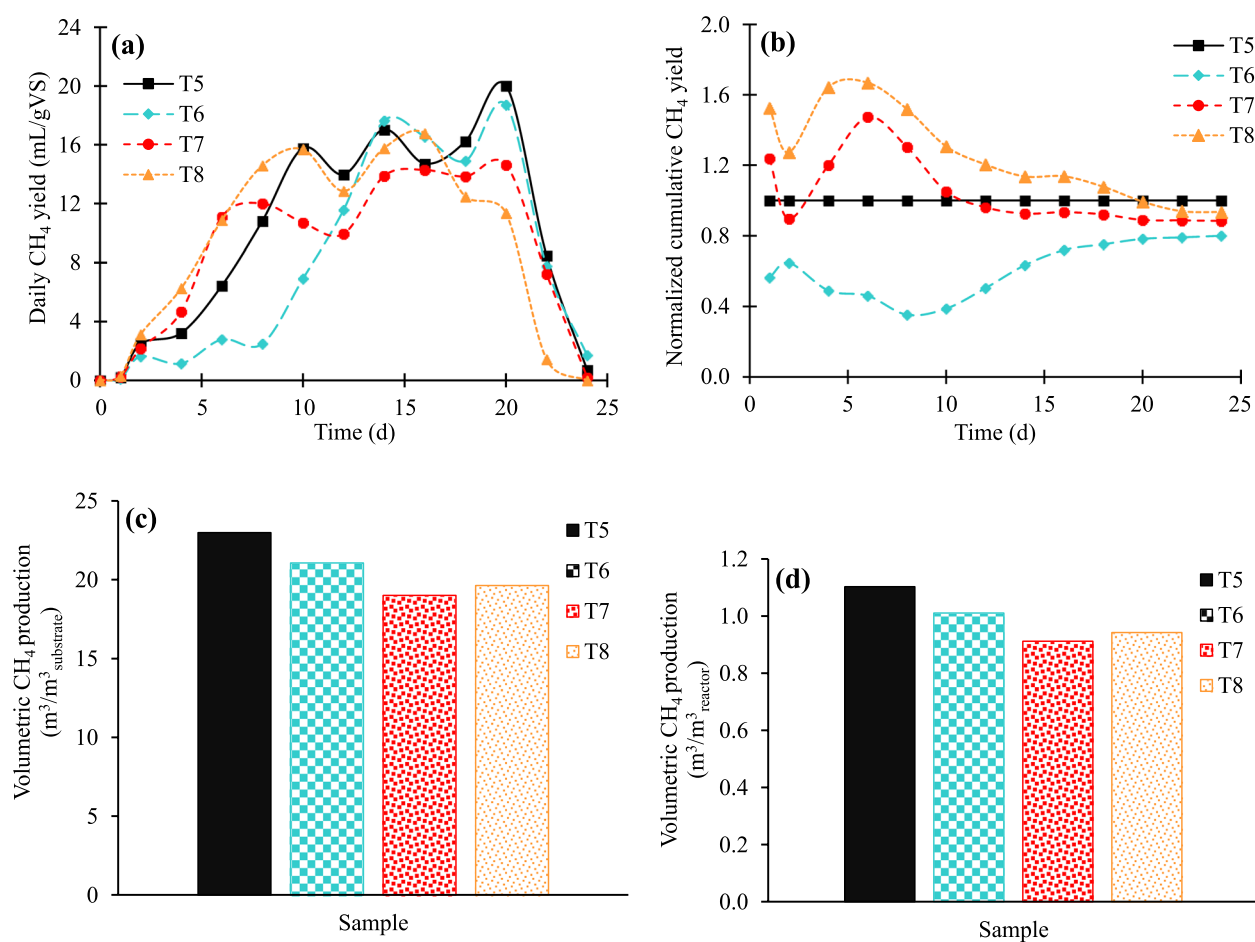 (a)
Daily CH4 yield (mL/gVS)
24
20
16
12
8
4
0
T5
T6
T7
T8
0 5 10 15 20 25
Time (d)
(b)
Normalized cumulative CH4 yield
2.0
1.6
1.2
0.8
0.4
0.0
T5
T6
T7
T8
0 5 10 15 20 25
Time (d)
(c)
Volumetric CH4 production
(m3/m3substrate)
25
20
15
10
5
0
T5
T6
T7
T8
Sample
(d)
Volumetric CH4 production
(m3/m3reactor)
1.2
1.0
0.8
0.6
0.4
0.2
0.0
T5
T6
T7
T8
Sample